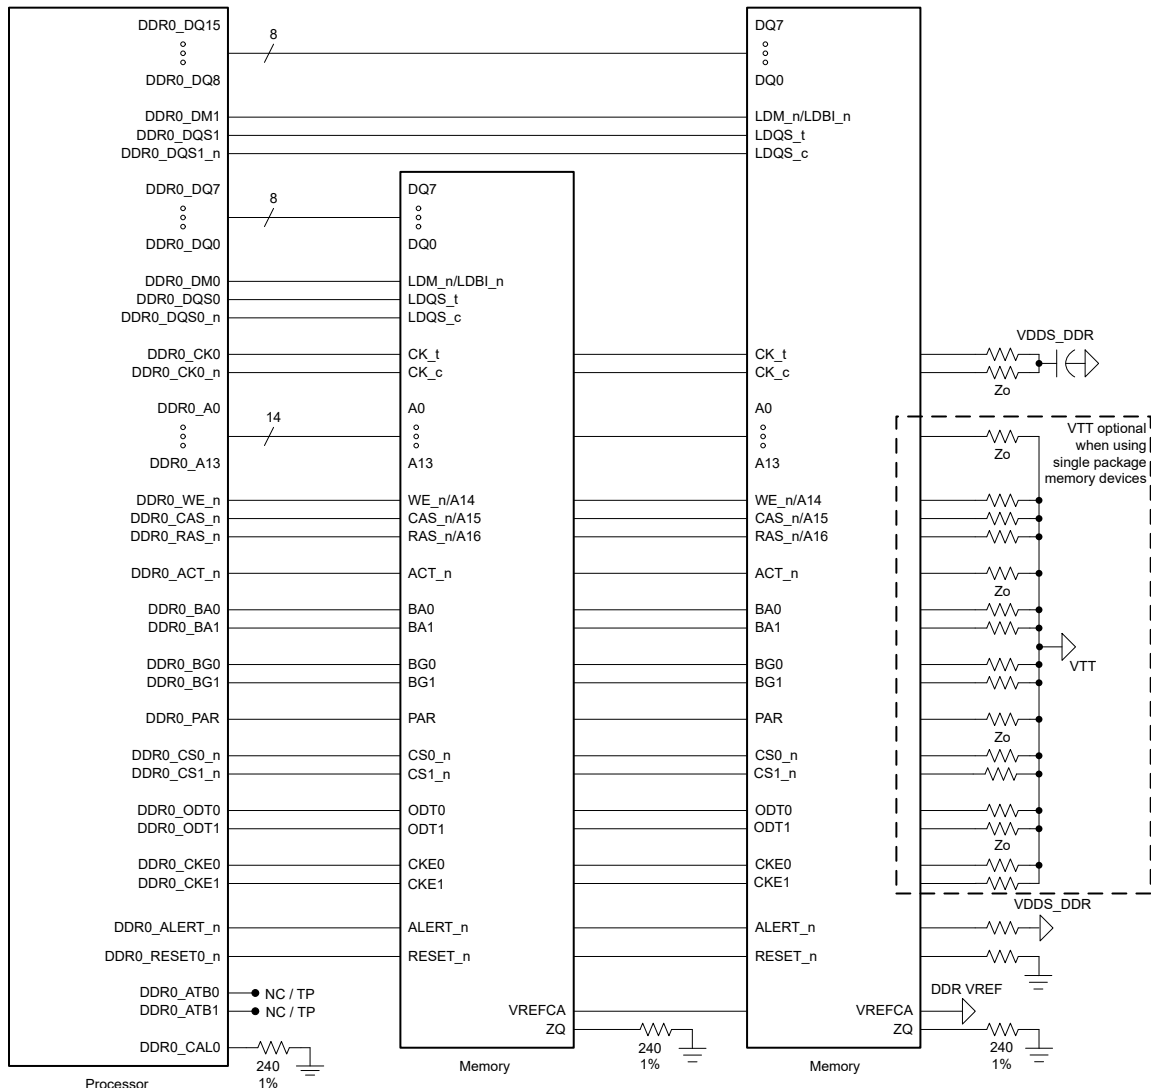 DDR0_DQ15
8
DQ7
DDR0_DQ8
DQ0
DDR0_DM1
LDM_n/LDBI_n
DDR0_DQS1
LDQS_t
DDR0_DQS1_n
LDQS_c
DDR0_DQ7
8
DQ7
DDR0_DQ0
DQ0
DDR0_DM0
LDM_n/LDBI_n
DDR0_DQS0
LDQS_t
DDR0_DQS0_n
LDQS_c
VDDS_DDR
DDR0_CK0
CK_t
CK_t
DDR0_CK0_n
CK_c
CK_c
Zo
DDR0_A0
14
A0
A0
VTT optional
when using
single package
memory devices
Zo
DDR0_A13
A13
A13
DDR0_WE_n
WE_n/A14
WE_n/A14
DDR0_CAS_n
CAS_n/A15
CAS_n/A15
DDR0_RAS_n
RAS_n/A16
RAS_n/A16
DDR0_ACT_n
ACT_n
ACT_n
Zo
DDR0_BA0
BA0
BA0
DDR0_BA1
BA1
BA1
VTT
DDR0_BG0
BG0
BG0
DDR0_BG1
BG1
BG1
DDR0_PAR
PAR
PAR
Zo
DDR0_CS0_n
CS0_n
CS0_n
DDR0_CS1_n
CS1_n
CS1_n
DDR0_ODT0
ODT0
ODT0
DDR0_ODT1
ODT1
ODT1
Zo
DDR0_CKE0
CKE0
CKE0
DDR0_CKE1
CKE1
CKE1
VDDS_DDR
DDR0_ALERT_n
ALERT_n
ALERT_n
DDR0_RESET0_n
RESET_n
RESET_n
DDR0_ATB0
NC / TP
DDR0_ATB1
NC / TP
DDR VREF
VREFCA
VREFCA
ZQ
ZQ
DDR0_CAL0
240
1%
240
1%
240
1%
Processor
Memory
Memory